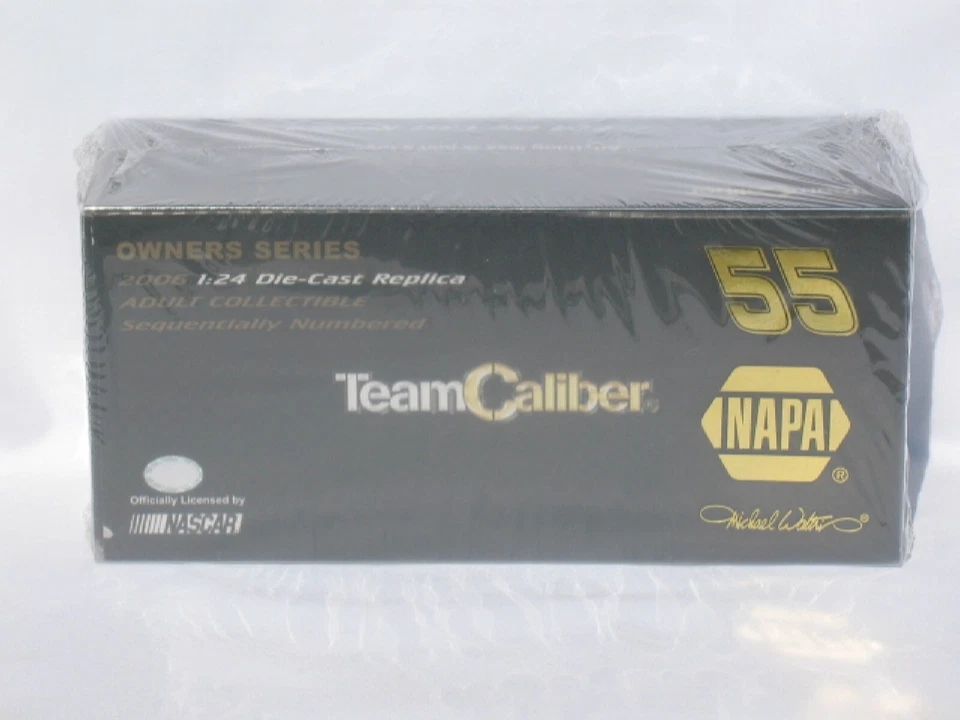 OWNERS SERIES
2006 1:24 Die-Cast Replica
ADULT COLLECTIBLE
Sequentially Numbered
55
TeamCaliber
NAPA
®
Officially Licensed by
NASCAR
Michael Waltrip ®